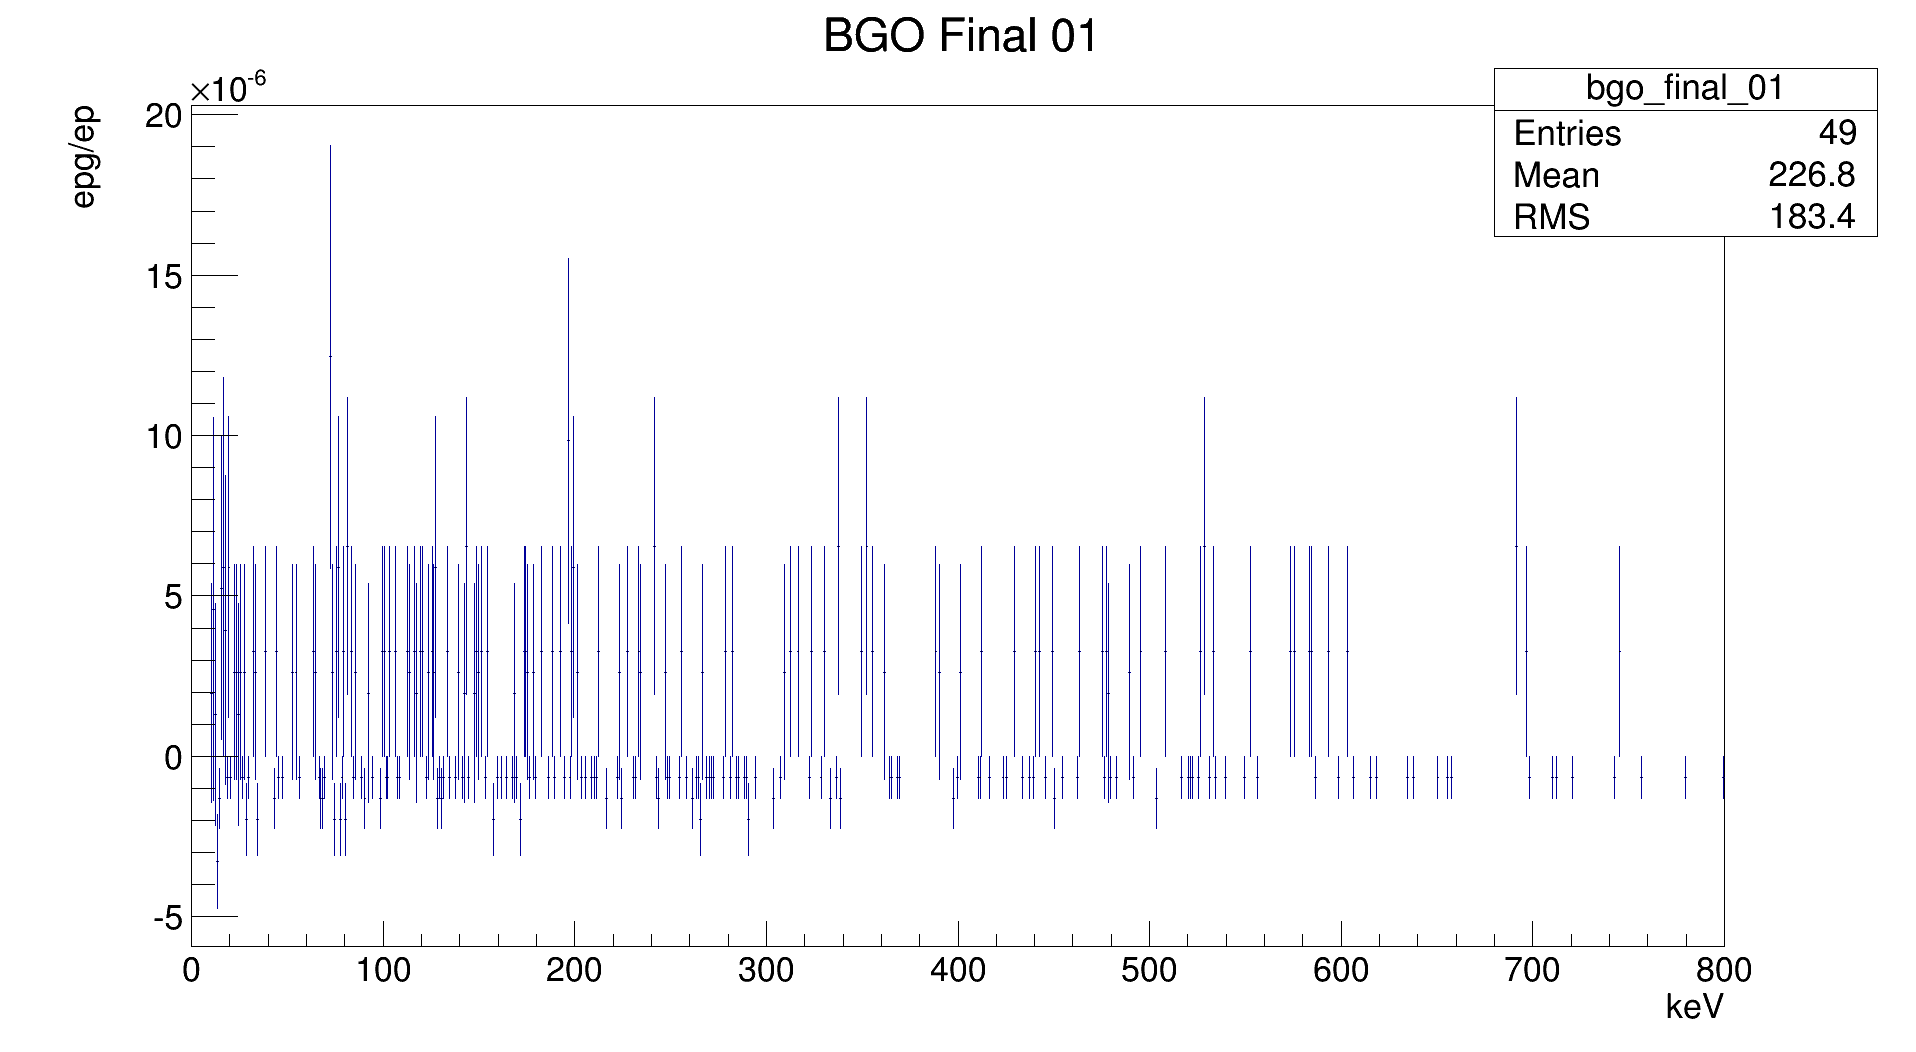 BGO Final 01
×10-6
epg/ep
bgo_final_01
Entries 49
Mean 226.8
RMS 183.4
20
15
10
5
0
-5
0 100 200 300 400 500 600 700 800
keV